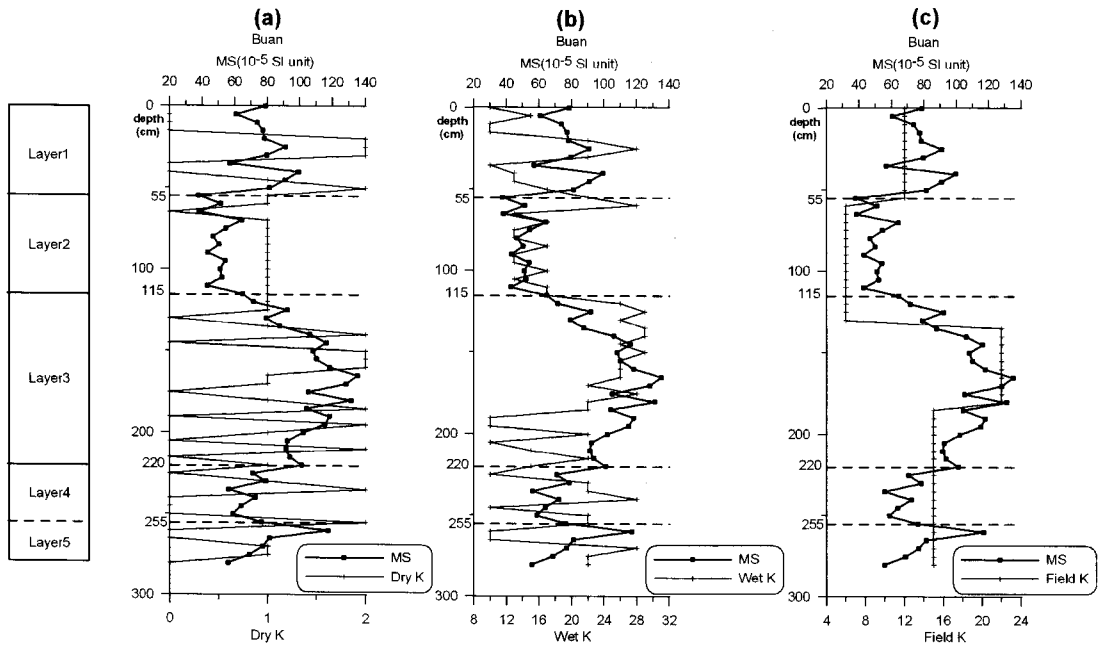 (a)
Buan
MS(10⁻⁵ SI unit)
20 40 60 80 100 120 140
0
depth
(cm)
55
100
115
200
220
255
300
0 1 2
Dry K
MS
Dry K
Layer1
Layer2
Layer3
Layer4
Layer5
(b)
Buan
MS(10⁻⁵ SI unit)
20 40 60 80 100 120 140
0
depth
(cm)
55
100
115
200
220
255
300
8 12 16 20 24 28 32
Wet K
MS
Wet K
(c)
Buan
MS(10⁻⁵ SI unit)
20 40 60 80 100 120 140
0
depth
(cm)
55
100
115
200
220
255
300
4 8 12 16 20 24
Field K
MS
Field K